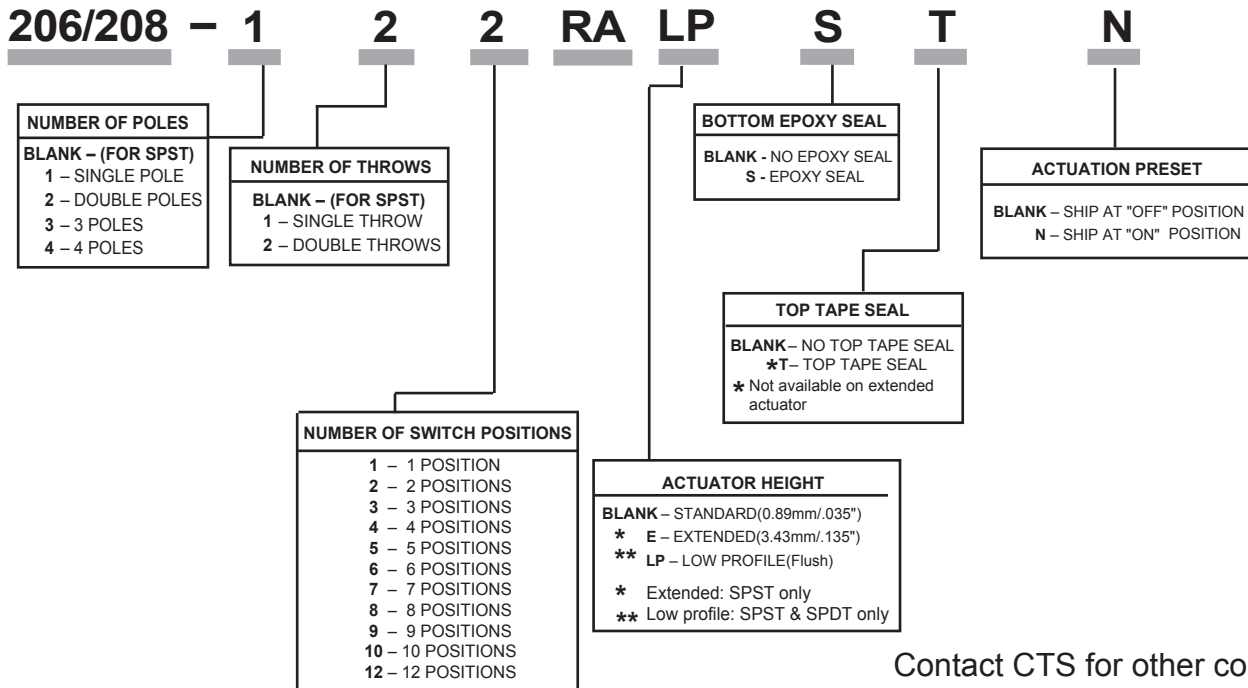 206/208 – 1 2 2 RA LP S T N
NUMBER OF POLES
BLANK – (FOR SPST)
1 – SINGLE POLE
2 – DOUBLE POLES
3 – 3 POLES
4 – 4 POLES
NUMBER OF THROWS
BLANK – (FOR SPST)
1 – SINGLE THROW
2 – DOUBLE THROWS
BOTTOM EPOXY SEAL
BLANK - NO EPOXY SEAL
S - EPOXY SEAL
ACTUATION PRESET
BLANK – SHIP AT "OFF" POSITION
N – SHIP AT "ON" POSITION
TOP TAPE SEAL
BLANK – NO TOP TAPE SEAL
*T – TOP TAPE SEAL
* Not available on extended
actuator
NUMBER OF SWITCH POSITIONS
1 – 1 POSITION
2 – 2 POSITIONS
3 – 3 POSITIONS
4 – 4 POSITIONS
5 – 5 POSITIONS
6 – 6 POSITIONS
7 – 7 POSITIONS
8 – 8 POSITIONS
9 – 9 POSITIONS
10 – 10 POSITIONS
12 – 12 POSITIONS
ACTUATOR HEIGHT
BLANK – STANDARD(0.89mm/.035")
* E – EXTENDED(3.43mm/.135")
** LP – LOW PROFILE(Flush)
* Extended: SPST only
** Low profile: SPST & SPDT only
Contact CTS for other co